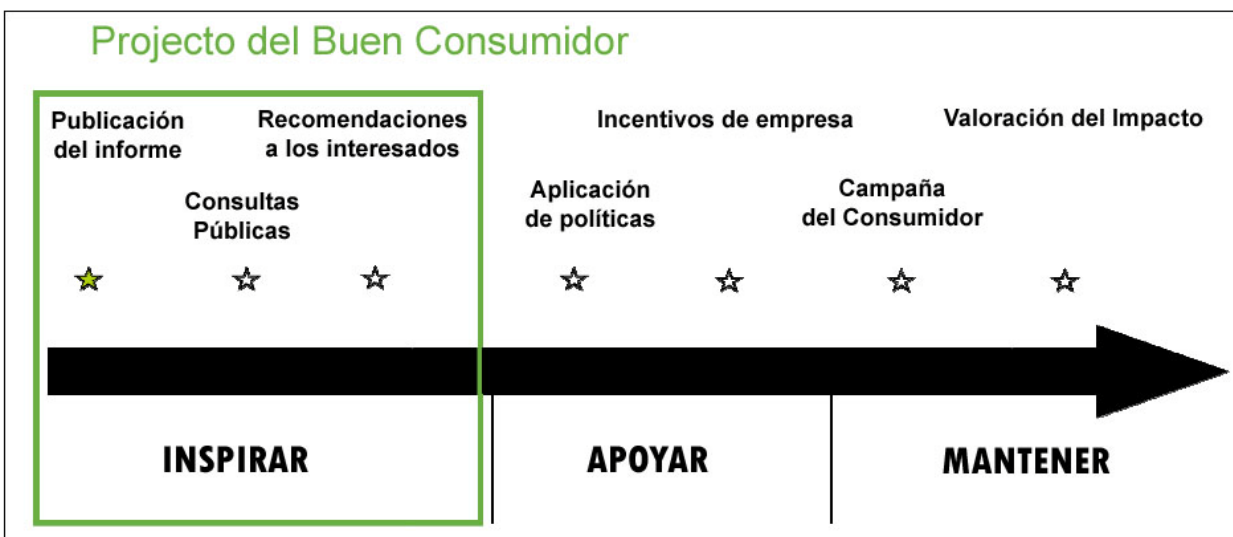 Projecto del Buen Consumidor
Publicación
del informe
Recomendaciones
a los interesados
Incentivos de empresa
Valoración del Impacto
Consultas
Públicas
Aplicación
de políticas
Campaña
del Consumidor
INSPIRAR
APOYAR
MANTENER